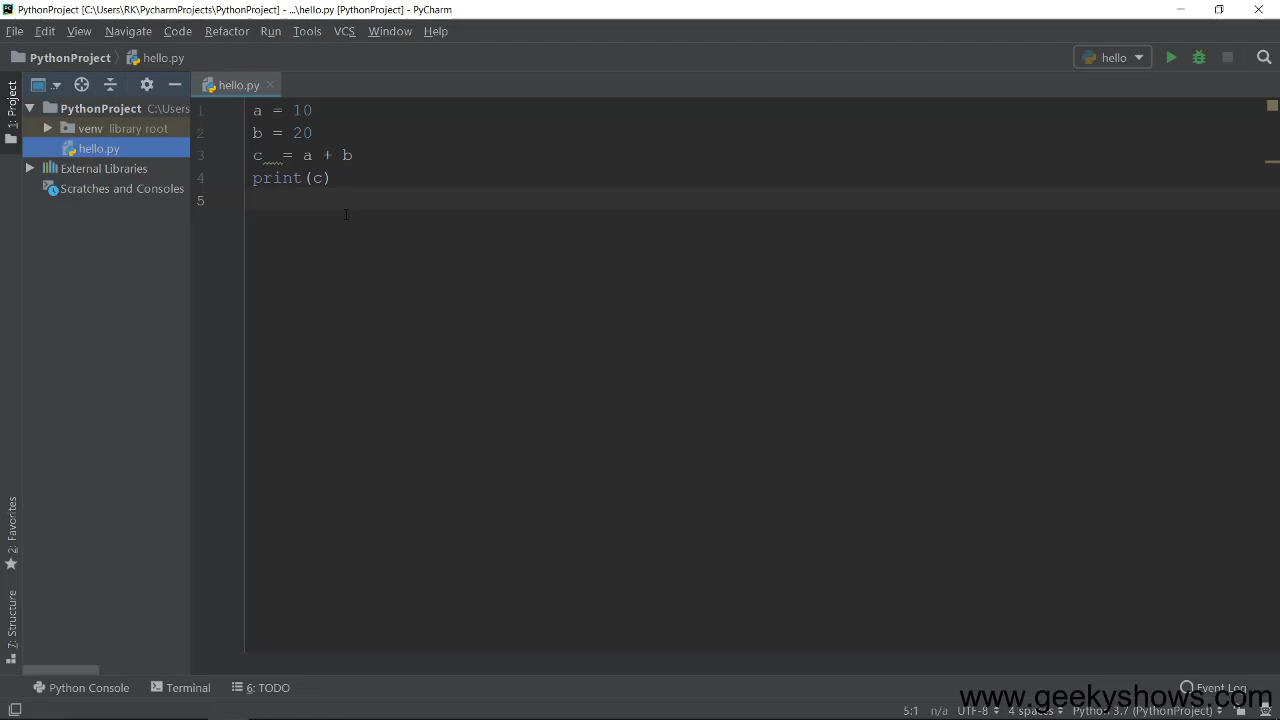 PythonProject [C:\Users\RK\PycharmProjects\PythonProject] - ...\hello.py [PythonProject] - PyCharm
File Edit View Navigate Code Refactor Run Tools VCS Window Help
PythonProject hello.py hello
1: Project
hello.py
PythonProject C:\Users
venv library root
hello.py
External Libraries
Scratches and Consoles
1 a = 10
2 b = 20
3 c  = a + b
4 print(c)
5
2: Favorites
7: Structure
Python Console Terminal 6: TODO Event Log
www.geekyshows.com
5:1 n/a UTF-8 4 spaces Python 3.7 (PythonProject)